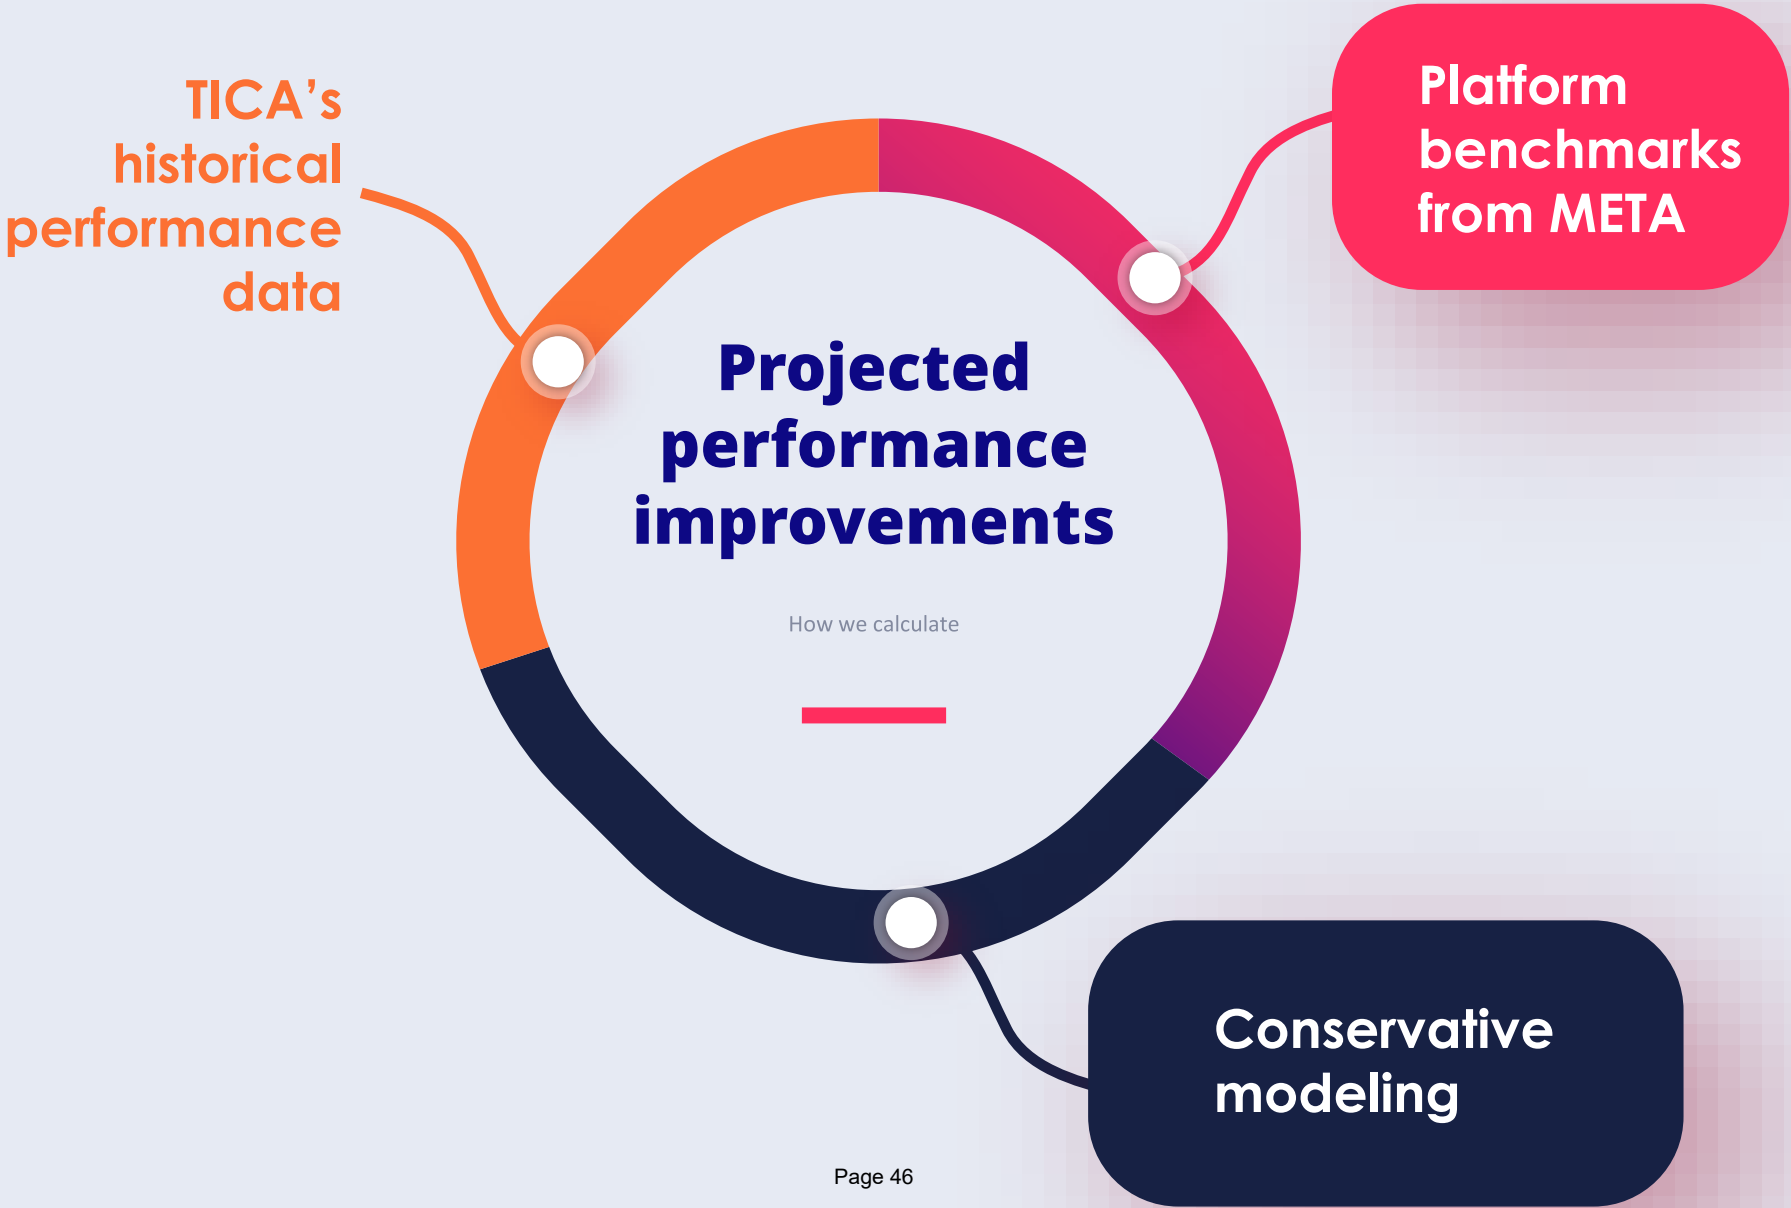 TICA’s
historical
performance
data
Platform
benchmarks
from META
Projected
performance
improvements
How we calculate
Conservative
modeling
Page 46